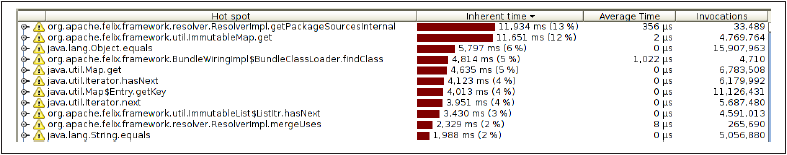 Hot spot Inherent time Average Time Invocations
org.apache.felix.framework.resolver.ResolverImpl.getPackageSourcesInternal 11,934 ms (13 %) 356 µs 33,489
org.apache.felix.framework.util.ImmutableMap.get 11,651 ms (12 %) 2 µs 4,769,764
java.lang.Object.equals 5,797 ms (6 %) 0 µs 15,907,963
org.apache.felix.framework.BundleWiringImpl$BundleClassLoader.findClass 4,814 ms (5 %) 1,022 µs 4,710
java.util.Map.get 4,635 ms (5 %) 0 µs 6,783,508
java.util.Iterator.hasNext 4,123 ms (4 %) 0 µs 6,179,992
java.util.Map$Entry.getKey 4,013 ms (4 %) 0 µs 11,126,431
java.util.Iterator.next 3,951 ms (4 %) 0 µs 5,687,480
org.apache.felix.framework.util.ImmutableList$ListItr.hasNext 3,430 ms (3 %) 0 µs 4,591,013
org.apache.felix.framework.resolver.ResolverImpl.mergeUses 2,329 ms (2 %) 8 µs 265,690
java.lang.String.equals 1,988 ms (2 %) 0 µs 5,056,880